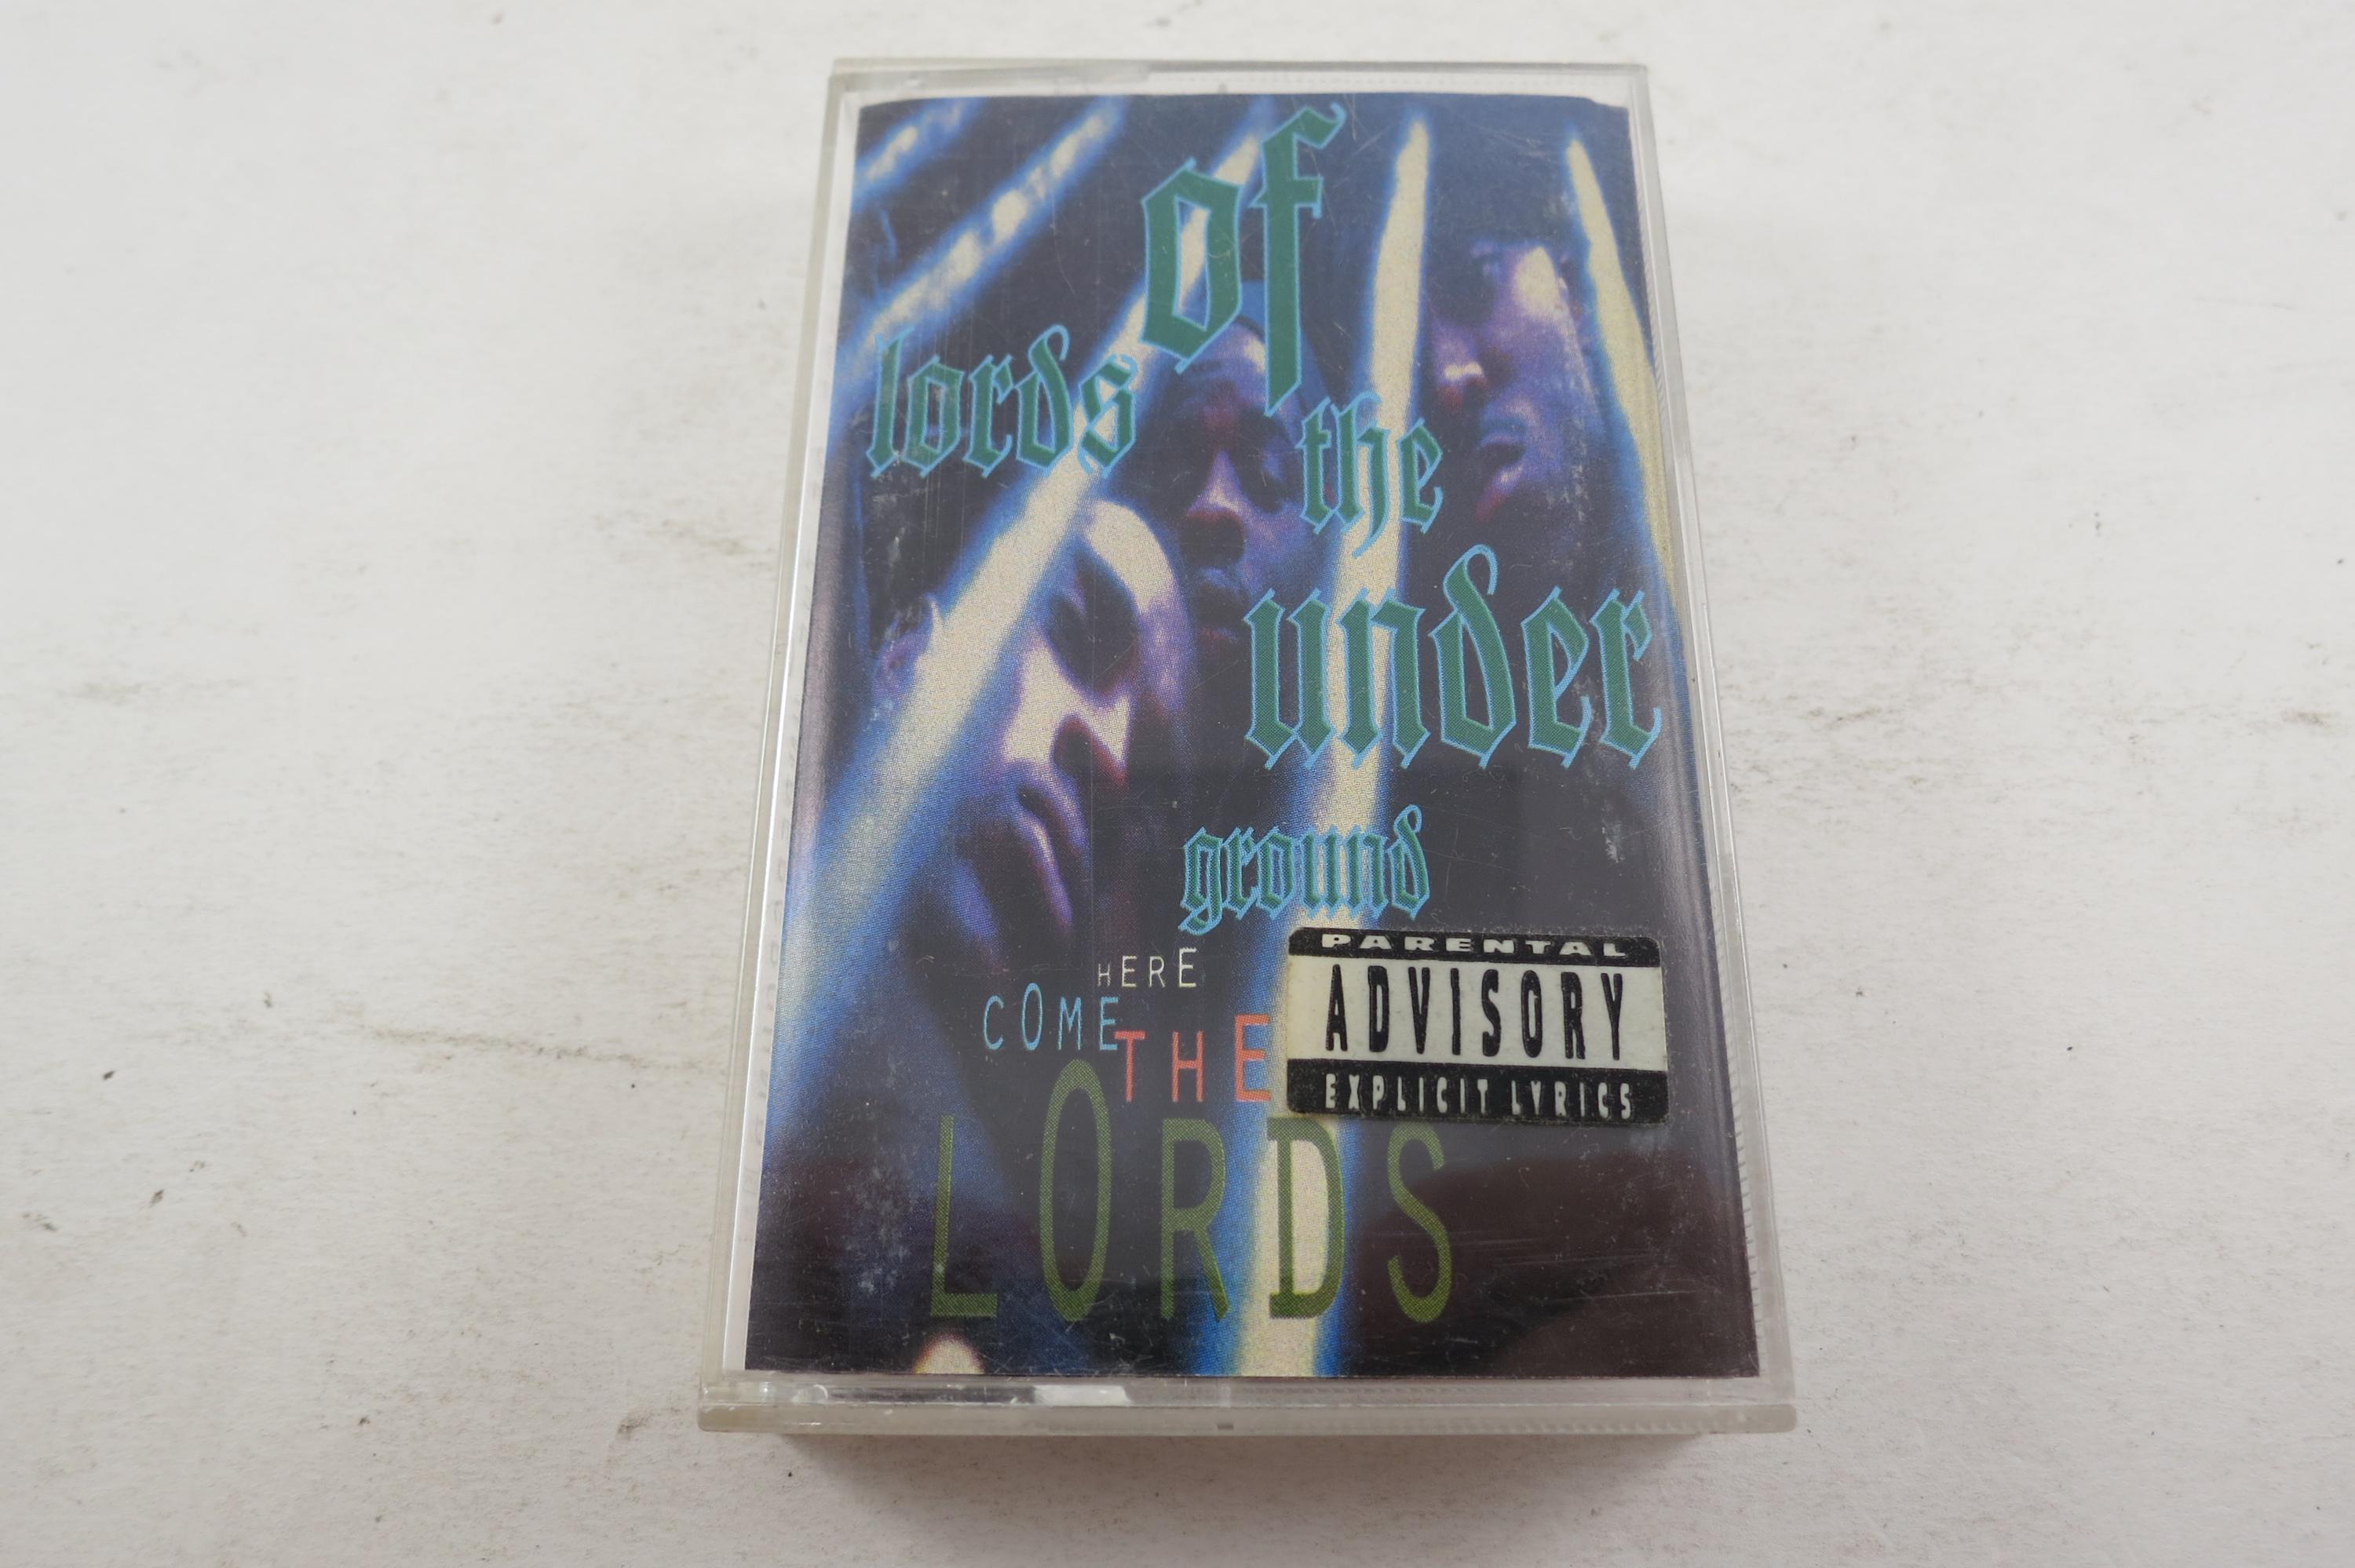 lords of the
under
ground
HERE
COME THE
LORDS
PARENTAL
ADVISORY
EXPLICIT LYRICS